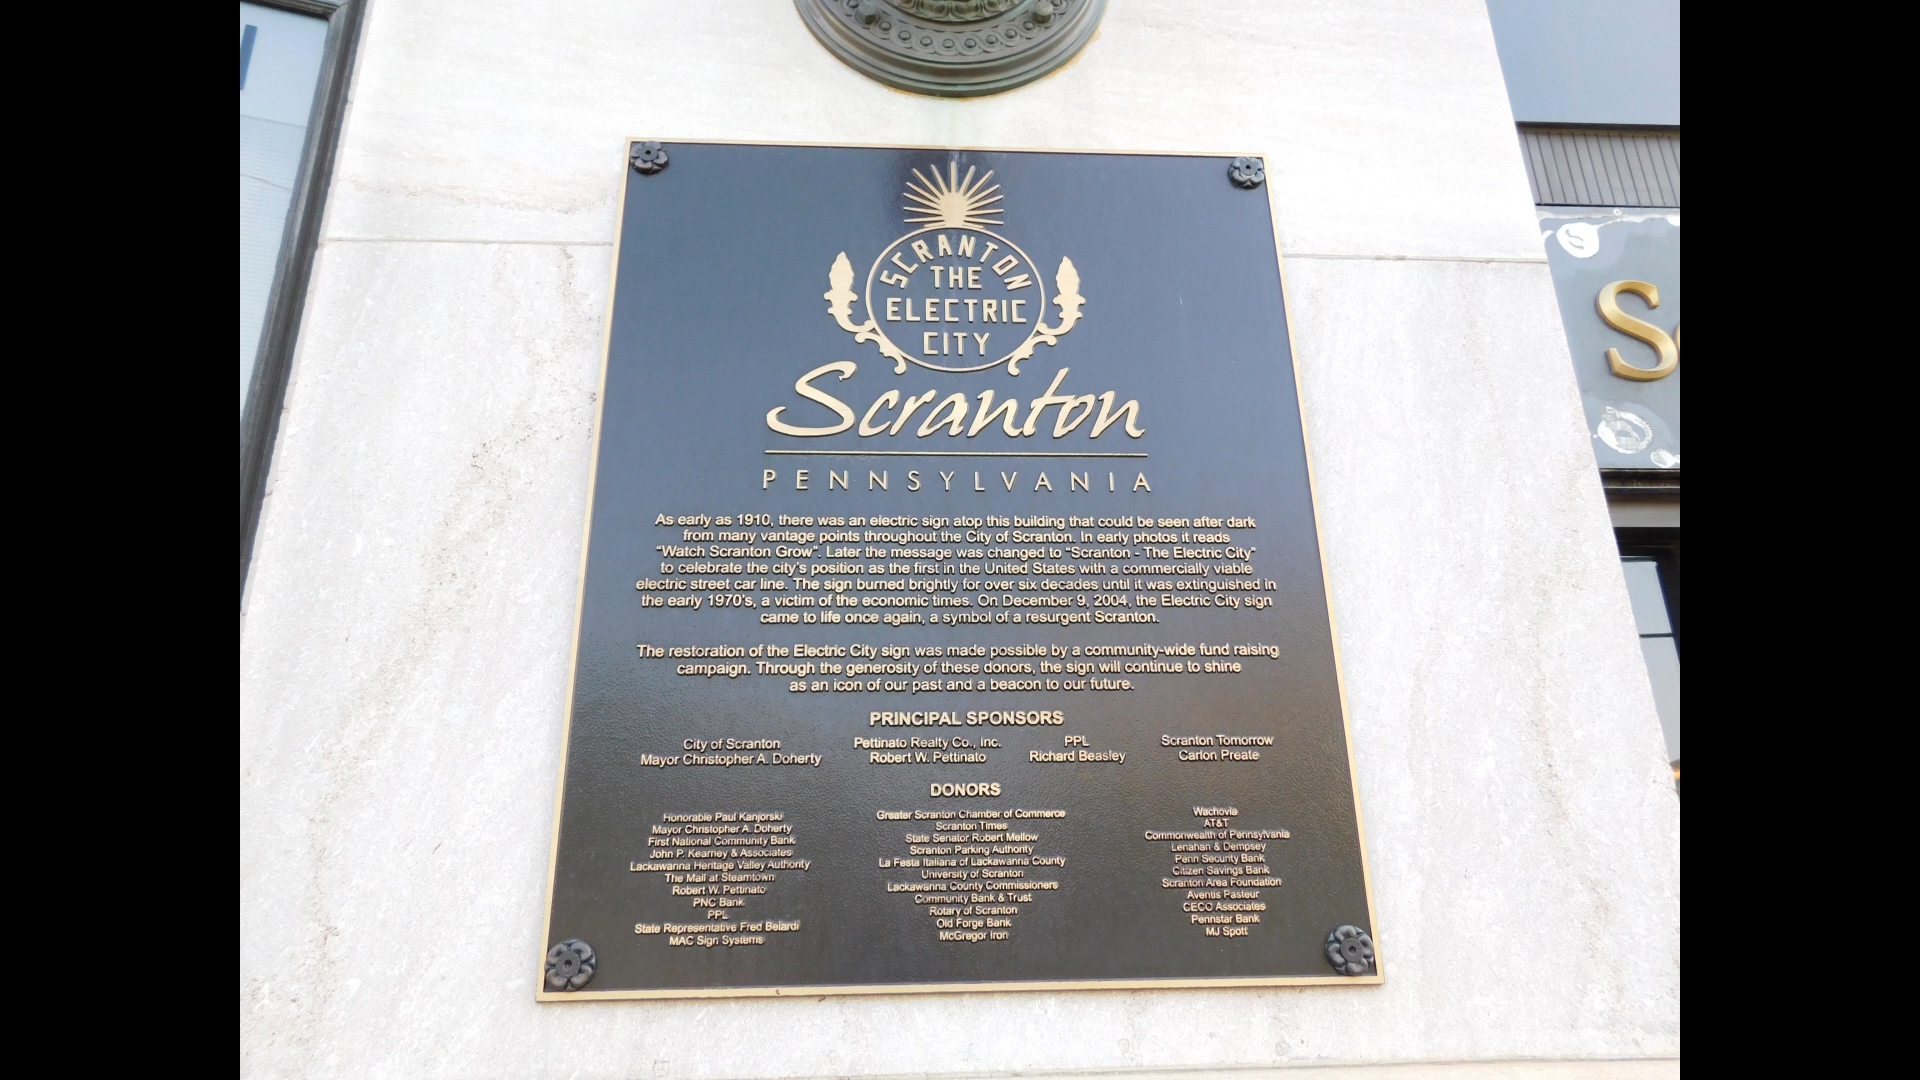 SCRANTON
THE
ELECTRIC
CITY
Scranton
PENNSYLVANIA
As early as 1910, there was an electric sign atop this building that could be seen after dark
from many vantage points throughout the City of Scranton. In early photos it reads
“Watch Scranton Grow”. Later the message was changed to “Scranton - The Electric City”
to celebrate the city's position as the first in the United States with a commercially viable
electric street car line. The sign burned brightly for over six decades until it was extinguished in
the early 1970's, a victim of the economic times. On December 9, 2004, the Electric City sign
came to life once again, a symbol of a resurgent Scranton.
The restoration of the Electric City sign was made possible by a community-wide fund raising
campaign. Through the generosity of these donors, the sign will continue to shine
as an icon of our past and a beacon to our future.
PRINCIPAL SPONSORS
City of Scranton
Mayor Christopher A. Doherty
Pettinato Realty Co., Inc.
Robert W. Pettinato
PPL
Richard Beasley
Scranton Tomorrow
Carlon Preate
DONORS
Honorable Paul Kanjorski
Mayor Christopher A. Doherty
First National Community Bank
John P. Kearney & Associates
Lackawanna Heritage Valley Authority
The Mall at Steamtown
Robert W. Pettinato
PNC Bank
PPL
State Representative Fred Belardi
MAC Sign Systems
Greater Scranton Chamber of Commerce
Scranton Times
State Senator Robert Mellow
Scranton Parking Authority
La Festa Italiana of Lackawanna County
University of Scranton
Lackawanna County Commissioners
Community Bank & Trust
Rotary of Scranton
Old Forge Bank
McGregor Iron
Wachovia
AT&T
Commonwealth of Pennsylvania
Lenahan & Dempsey
Penn Security Bank
Citizen Savings Bank
Scranton Area Foundation
Aventis Pasteur
CECO Associates
Pennstar Bank
MJ Spott